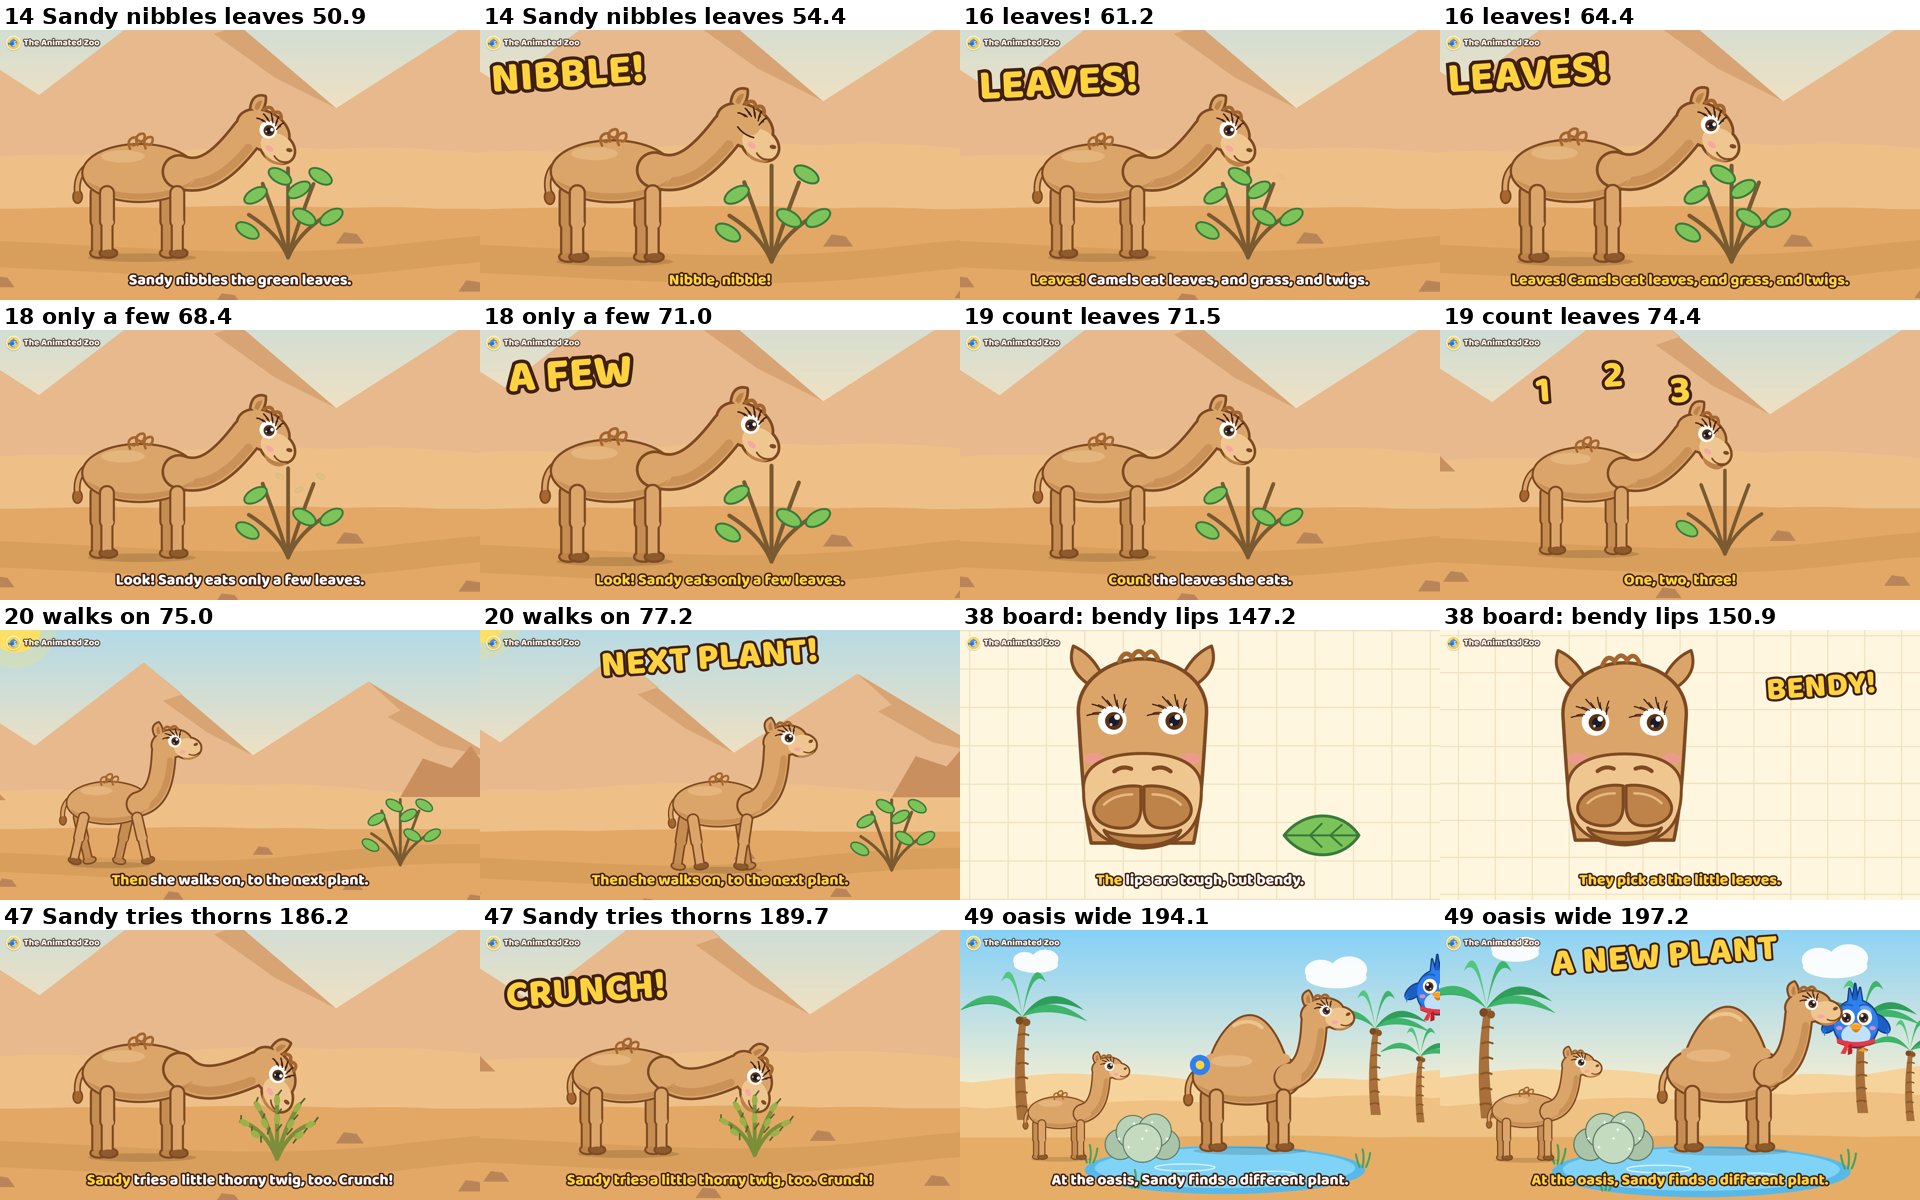 14 Sandy nibbles leaves 50.9
The Animated Zoo
Sandy nibbles the green leaves.
14 Sandy nibbles leaves 54.4
The Animated Zoo
NIBBLE!
Nibble, nibble!
16 leaves! 61.2
The Animated Zoo
LEAVES!
Leaves! Camels eat leaves, and grass, and twigs.
16 leaves! 64.4
The Animated Zoo
LEAVES!
Leaves! Camels eat leaves, and grass, and twigs.
18 only a few 68.4
The Animated Zoo
Look! Sandy eats only a few leaves.
18 only a few 71.0
The Animated Zoo
A FEW
Look! Sandy eats only a few leaves.
19 count leaves 71.5
The Animated Zoo
Count the leaves she eats.
19 count leaves 74.4
The Animated Zoo
1 2 3
One, two, three!
20 walks on 75.0
The Animated Zoo
Then she walks on, to the next plant.
20 walks on 77.2
The Animated Zoo
NEXT PLANT!
Then she walks on, to the next plant.
38 board: bendy lips 147.2
The Animated Zoo
The lips are tough, but bendy.
38 board: bendy lips 150.9
The Animated Zoo
BENDY!
They pick at the little leaves.
47 Sandy tries thorns 186.2
The Animated Zoo
Sandy tries a little thorny twig, too. Crunch!
47 Sandy tries thorns 189.7
The Animated Zoo
CRUNCH!
Sandy tries a little thorny twig, too. Crunch!
49 oasis wide 194.1
The Animated Zoo
At the oasis, Sandy finds a different plant.
49 oasis wide 197.2
The Animated Zoo
A NEW PLANT
At the oasis, Sandy finds a different plant.